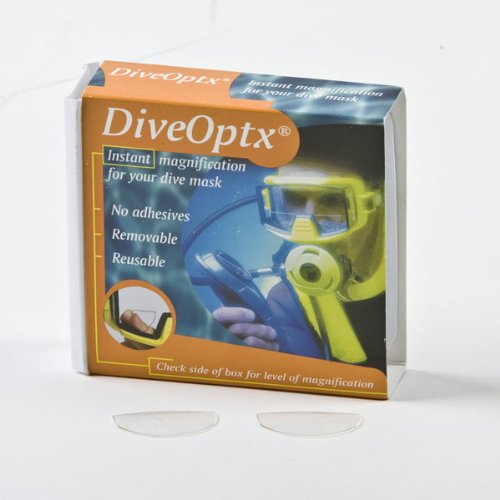 DiveOptx®
Instant magnification
for your dive mask
DiveOptx®
Instant magnification
for your dive mask
No adhesives
Removable
Reusable
Check side of box for level of magnification